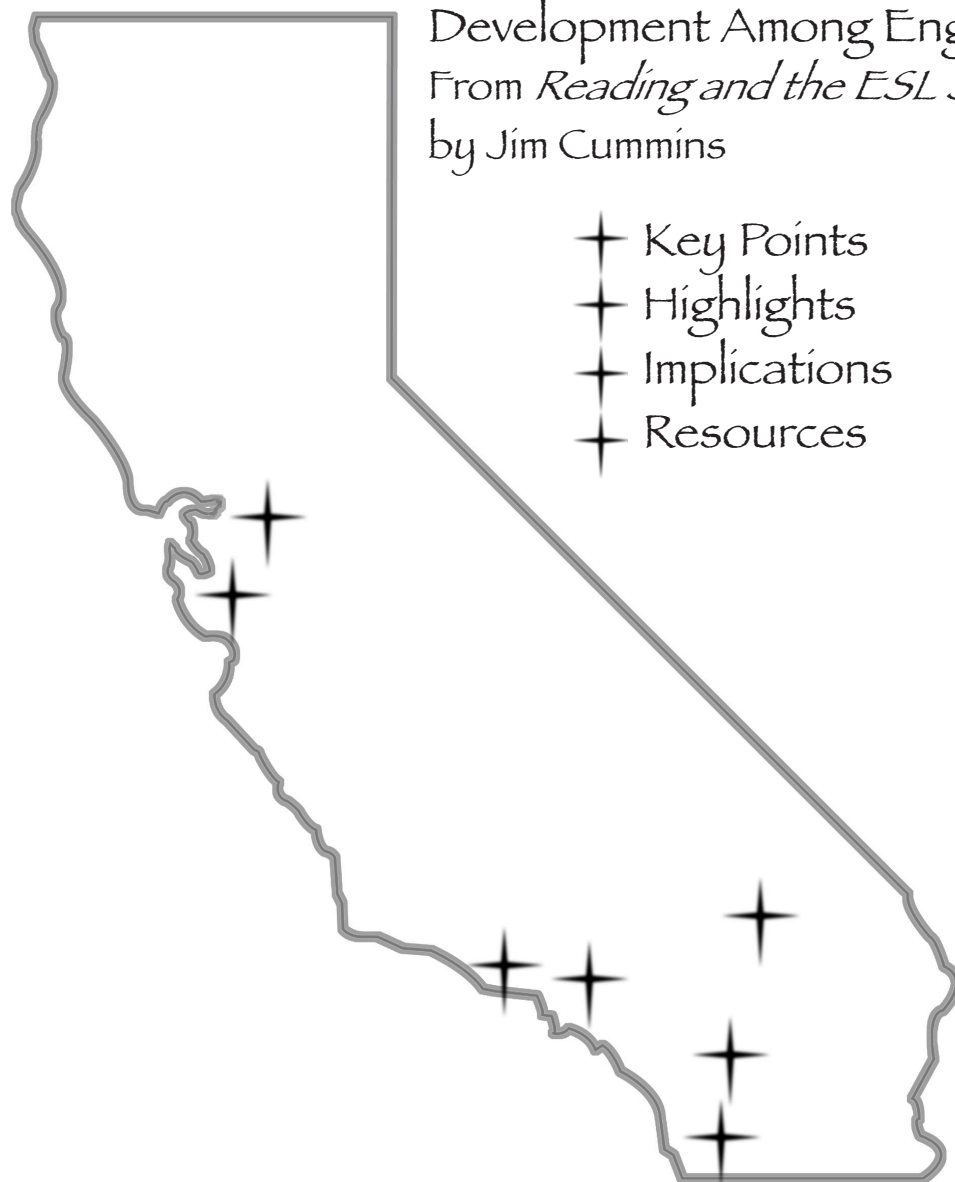 Development Among Eng
From Reading and the ESL S
by Jim Cummins
Key Points
Highlights
Implications
Resources